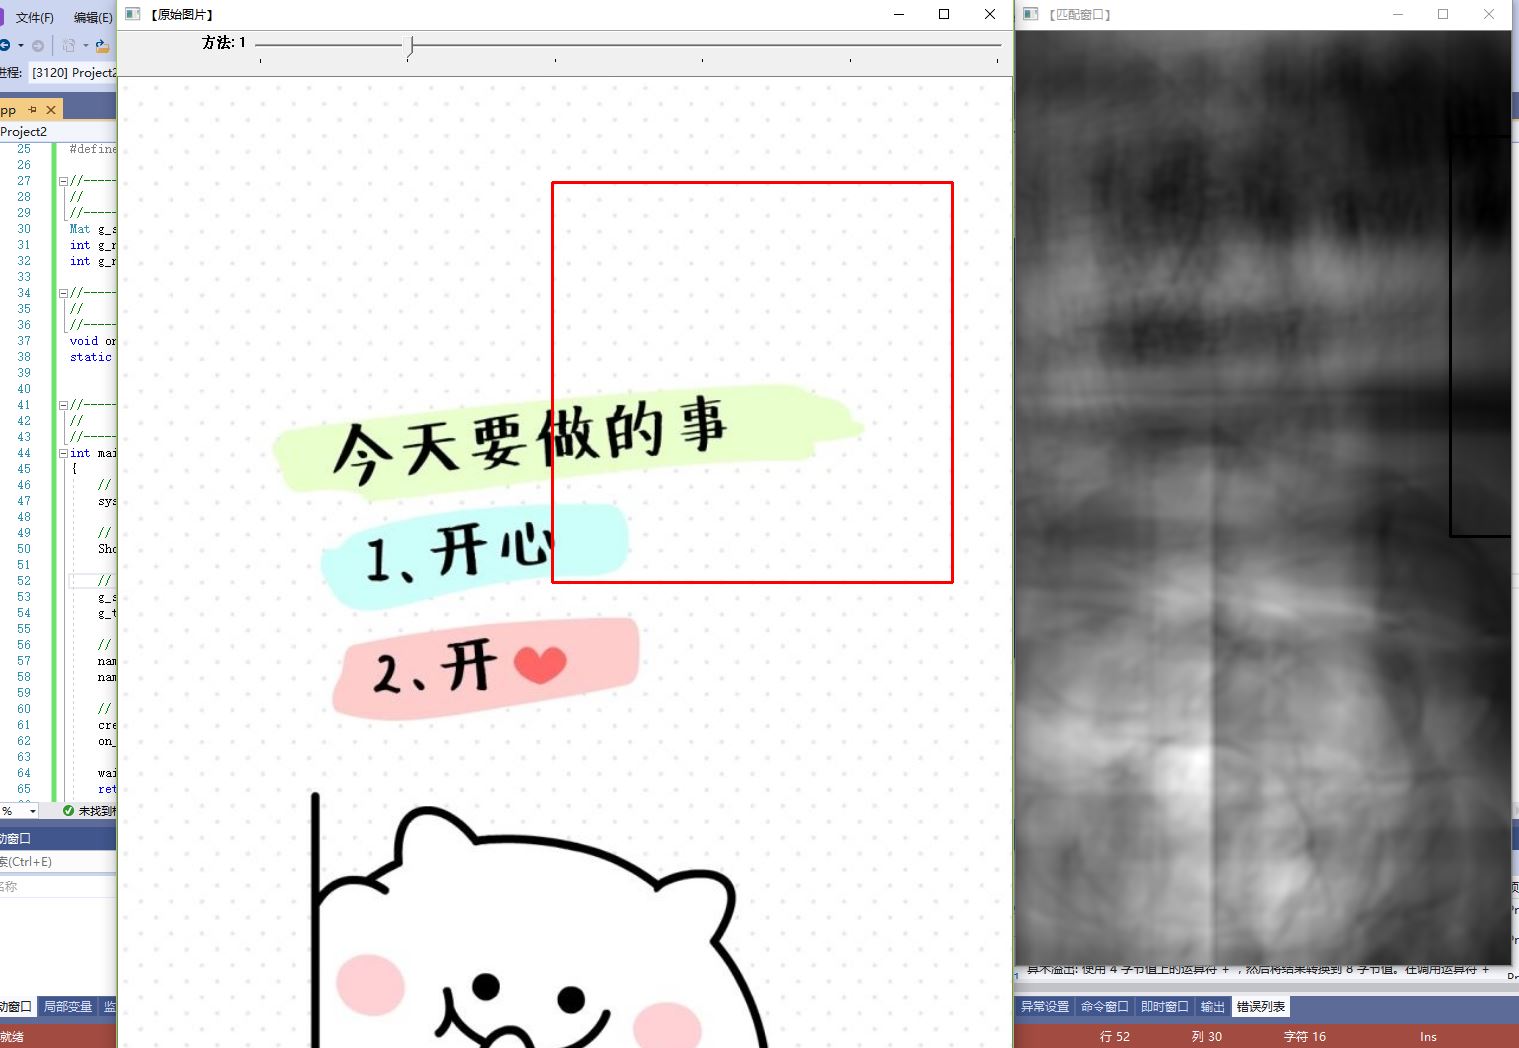 文件(F) 编辑(E)
进程: [3120] Project2
pp
Project2
25 #define
26
27 //-----
28 //
29 //-----
30 Mat g_s
31 int g_r
32 int g_r
33
34 //-----
35 //
36 //-----
37 void on
38 static
39
40
41 //-----
42 //
43 //-----
44 int mai
45 {
46 //
47 sys
48
49 //
50 Sho
51
52 //
53 g_s
54 g_t
55
56 //
57 nam
58 nam
59
60 //
61 cre
62 on_
63
64 wai
65 ret
% 未找到相
动窗口
索(Ctrl+E)
名称
动窗口 局部变量 监
就绪
【原始图片】
方法: 1
今天要做的事
1、开心
2、开
【匹配窗口】
算术溢出: 使用 4 字节值上的运算符 + ，然后将结果转换到 8 字节值。在调用运算符 +
异常设置 命令窗口 即时窗口 输出 错误列表
行 52 列 30 字符 16 Ins